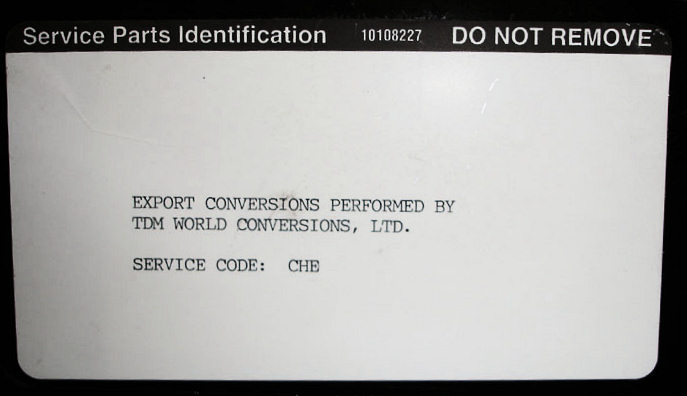 Service Parts Identification 10108227 DO NOT REMOVE
EXPORT CONVERSIONS PERFORMED BY
TDM WORLD CONVERSIONS, LTD.
SERVICE CODE: CHE